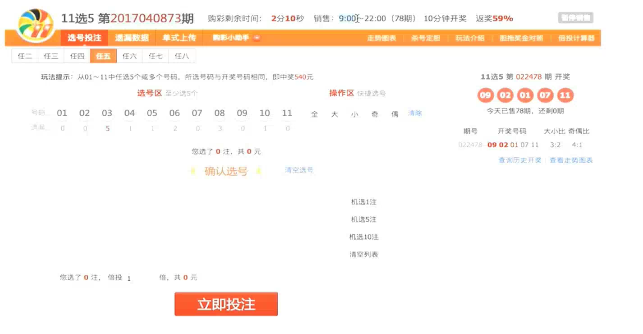 11选5 第2017040873期 购彩剩余时间： 2分10秒 销售：9:00~22:00（78期） 10分钟开奖 返奖59% 暂停销售
选号投注 遗漏数据 单式上传 购彩小助手 走势图表 杀号定胆 玩法介绍 倍投计算器
任二 任三 任四 任五 任六 任七 任八
玩法提示：从01～11中任选5个或多个号码，所选号码与开奖号码相同，即中奖540元
选号区 至少选5个 操作区 快捷选号
号码 01 02 03 04 05 06 07 08 09 10 11 全 大 小 奇 偶 清除
遗漏 0 0 5 1 1 2 0 3 0 1 0
您选了 0 注，共 0 元
确认选号 清空选号
机选1注
机选5注
机选10注
清空列表
您选了 0 注，倍投 1 倍，共 0 元
立即投注
11选5 第 022478 期 开奖
09 02 01 07 11
今天已售78期，还剩0期
期号 开奖号码 大小比 奇偶比
022478 09 02 01 07 11 3:2 4:1
查询历史开奖 查看走势图表